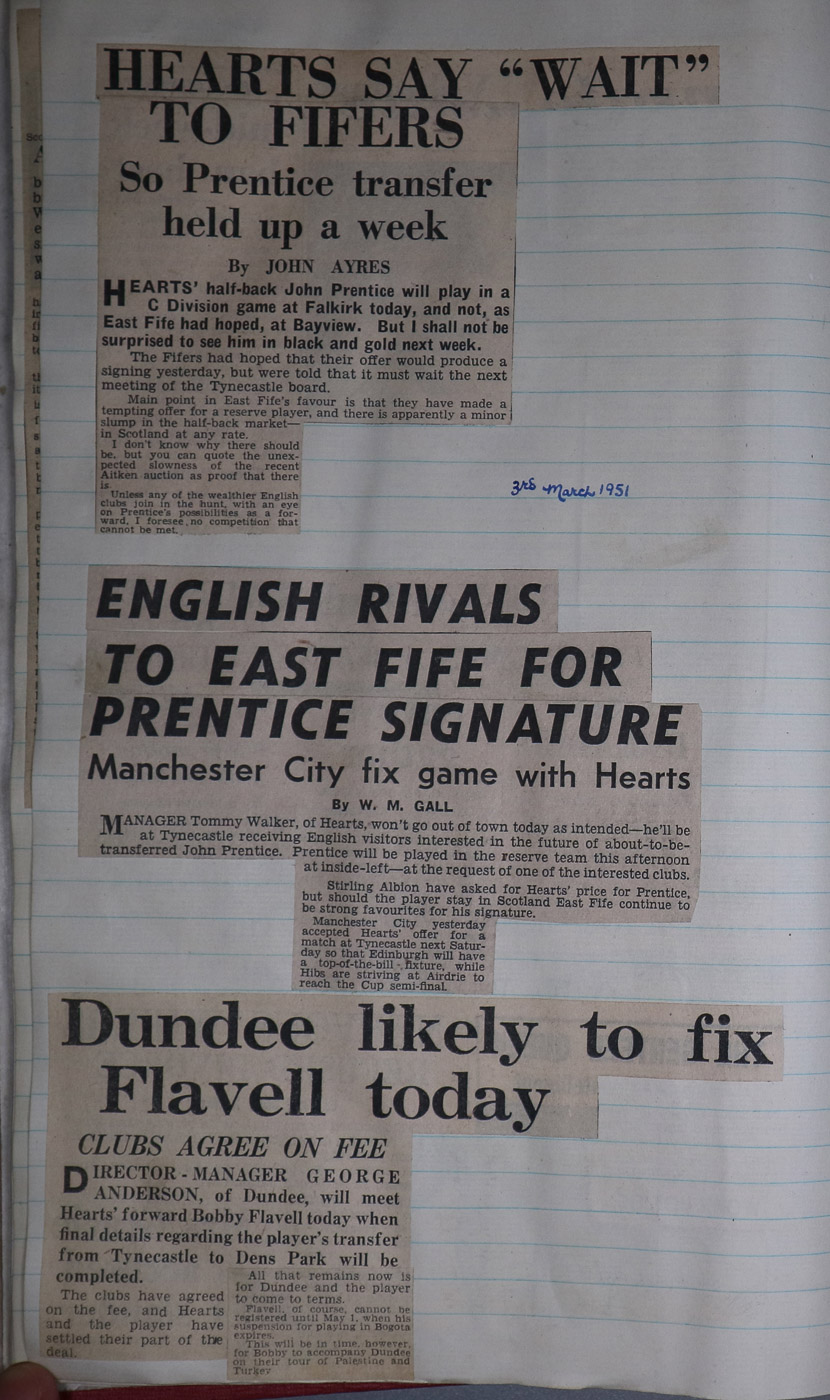 HEARTS SAY “WAIT”
TO FIFERS
So Prentice transfer
held up a week
By JOHN AYRES
HEARTS' half-back John Prentice will play in a
C Division game at Falkirk today, and not, as
East Fife had hoped, at Bayview. But I shall not be
surprised to see him in black and gold next week.
The Fifers had hoped that their offer would produce a
signing yesterday, but were told that it must wait the next
meeting of the Tynecastle board.
Main point in East Fife's favour is that they have made a
tempting offer for a reserve player, and there is apparently a minor
slump in the half-back market—
in Scotland at any rate.
I don't know why there should
be, but you can quote the unex-
pected slowness of the recent
Aitken auction as proof that there
is.
Unless any of the wealthier English
clubs join in the hunt, with an eye
on Prentice's possibilities as a for-
ward, I foresee no competition that
cannot be met.
3rd March 1951
ENGLISH RIVALS
TO EAST FIFE FOR
PRENTICE SIGNATURE
Manchester City fix game with Hearts
By W. M. GALL
MANAGER Tommy Walker, of Hearts, won't go out of town today as intended—he'll be
at Tynecastle receiving English visitors interested in the future of about-to-be-
transferred John Prentice. Prentice will be played in the reserve team this afternoon
at inside-left—at the request of one of the interested clubs.
Stirling Albion have asked for Hearts' price for Prentice,
but should the player stay in Scotland East Fife continue to
be strong favourites for his signature.
Manchester City yesterday
accepted Hearts' offer for a
match at Tynecastle next Satur-
day so that Edinburgh will have
a top-of-the-bill fixture, while
Hibs are striving at Airdrie to
reach the Cup semi-final.
Dundee likely to fix
Flavell today
CLUBS AGREE ON FEE
DIRECTOR-MANAGER GEORGE
ANDERSON, of Dundee, will meet
Hearts' forward Bobby Flavell today when
final details regarding the player's transfer
from Tynecastle to Dens Park will be
completed.
The clubs have agreed
on the fee, and Hearts
and the player have
settled their part of the
deal.
All that remains now is
for Dundee and the player
to come to terms.
Flavell, of course, cannot be
registered until May 1, when his
suspension for playing in Bogota
expires.
This will be in time, however,
for Bobby to accompany Dundee
on their tour of Palestine and
Turkey